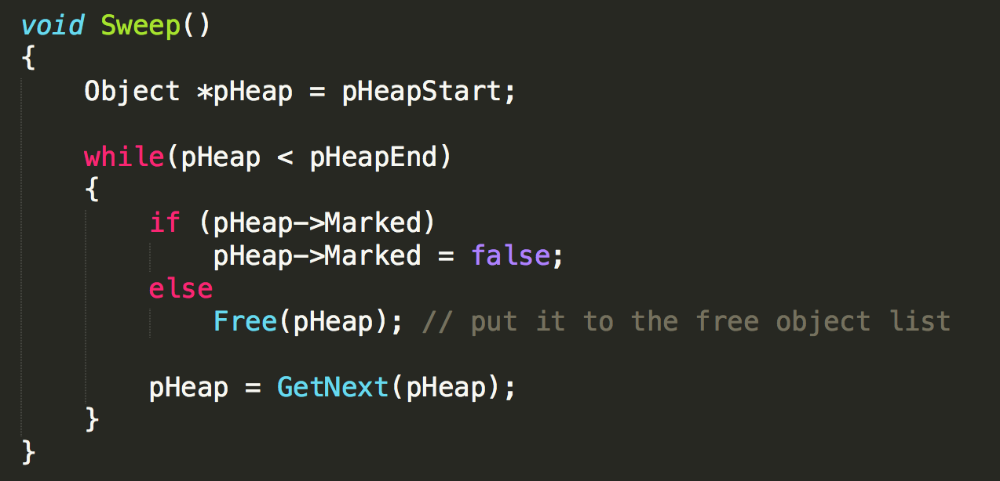 void Sweep()
{
    Object *pHeap = pHeapStart;

    while(pHeap < pHeapEnd)
    {
        if (pHeap->Marked)
            pHeap->Marked = false;
        else
            Free(pHeap); // put it to the free object list

        pHeap = GetNext(pHeap);
    }
}